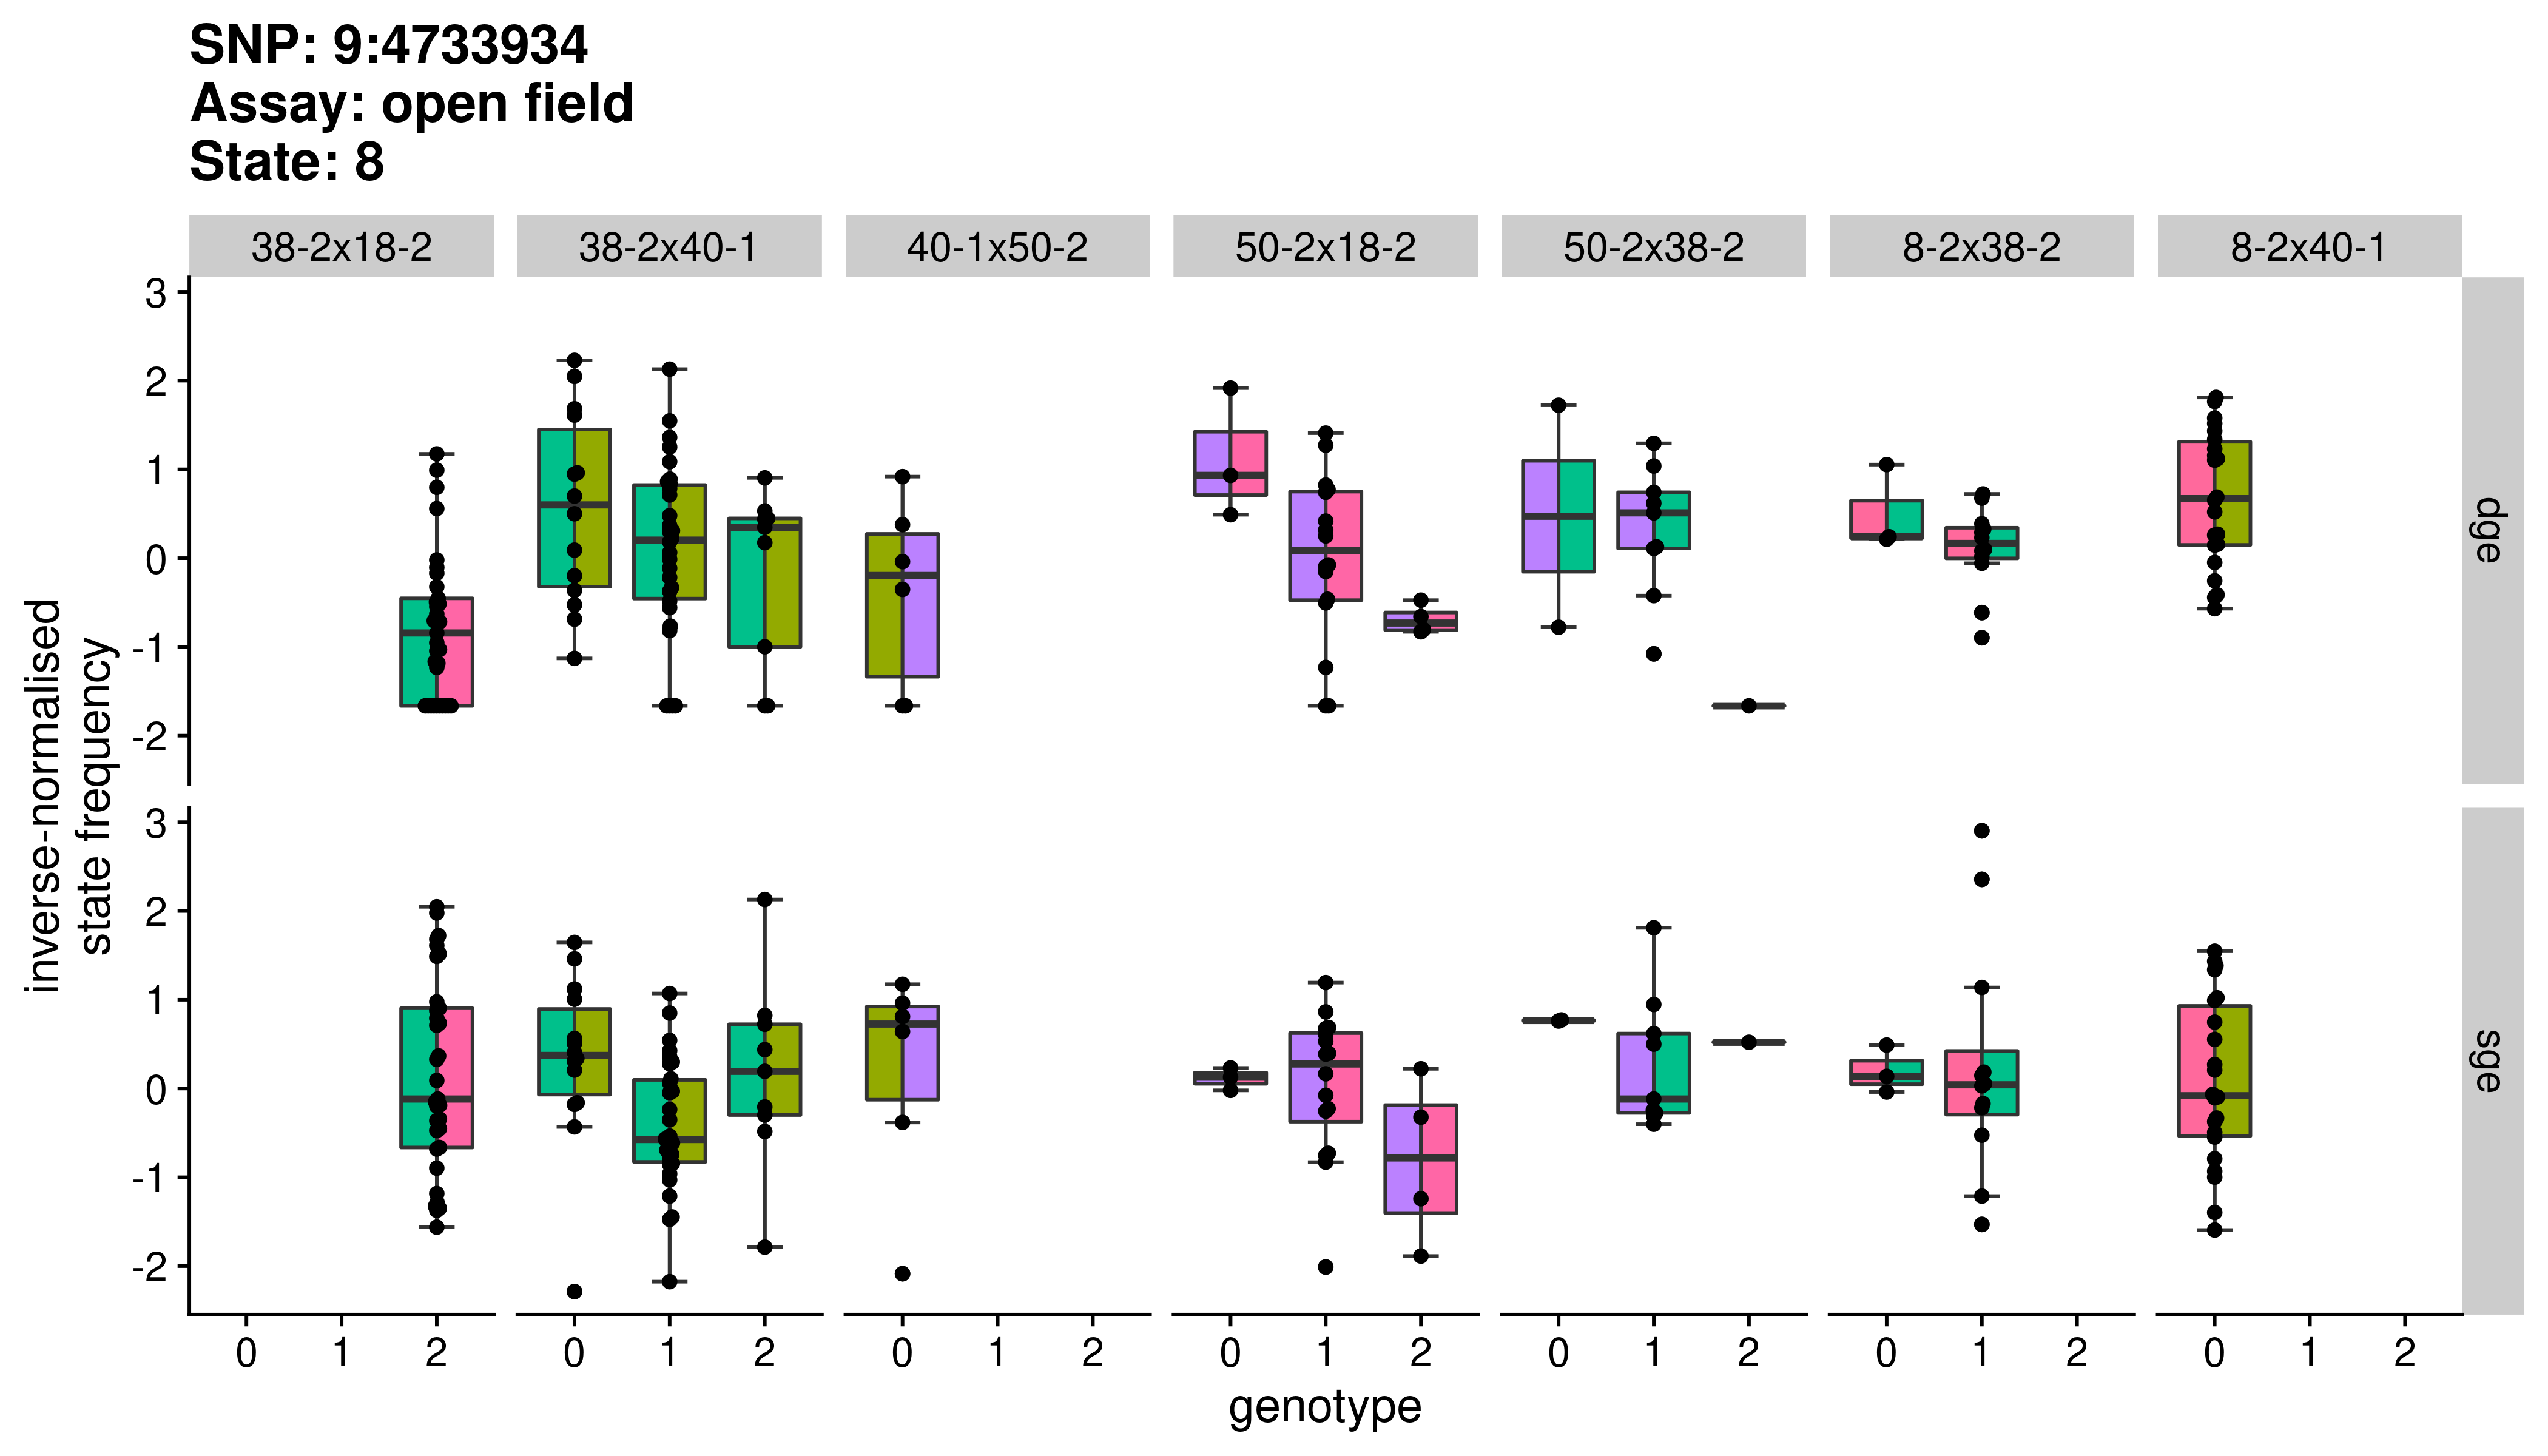 SNP: 9:4733934
Assay: open field
State: 8
38-2x18-2 38-2x40-1 40-1x50-2 50-2x18-2 50-2x38-2 8-2x38-2 8-2x40-1
3
2
1
0
-1
-2
dge
inverse-normalised
state frequency
3
2
1
0
-1
-2
sge
0 1 2 0 1 2 0 1 2 0 1 2 0 1 2 0 1 2 0 1 2
genotype